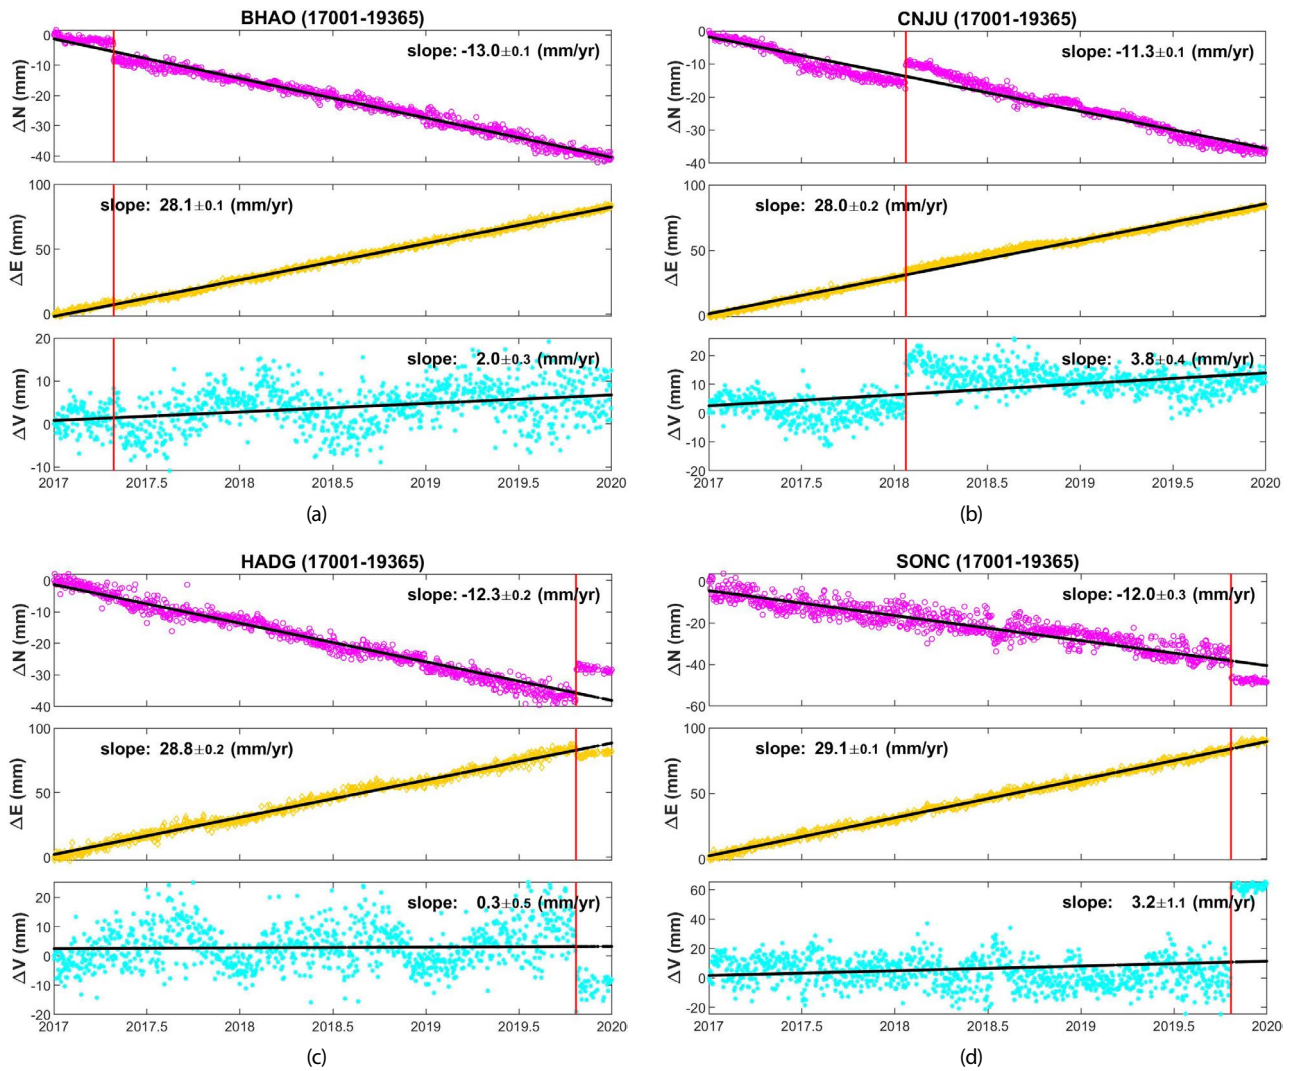 BHAO (17001-19365)
0
-10
-20
-30
-40
ΔN (mm)
slope: -13.0±0.1 (mm/yr)
100
50
0
ΔE (mm)
slope: 28.1±0.1 (mm/yr)
20
10
0
-10
ΔV (mm)
slope: 2.0±0.3 (mm/yr)
2017 2017.5 2018 2018.5 2019 2019.5 2020
(a)
CNJU (17001-19365)
0
-10
-20
-30
-40
ΔN (mm)
slope: -11.3±0.1 (mm/yr)
100
50
0
ΔE (mm)
slope: 28.0±0.2 (mm/yr)
20
10
0
-10
-20
ΔV (mm)
slope: 3.8±0.4 (mm/yr)
2017 2017.5 2018 2018.5 2019 2019.5 2020
(b)
HADG (17001-19365)
0
-10
-20
-30
-40
ΔN (mm)
slope: -12.3±0.2 (mm/yr)
100
50
0
ΔE (mm)
slope: 28.8±0.2 (mm/yr)
20
10
0
-10
-20
ΔV (mm)
slope: 0.3±0.5 (mm/yr)
2017 2017.5 2018 2018.5 2019 2019.5 2020
(c)
SONC (17001-19365)
0
-20
-40
-60
ΔN (mm)
slope: -12.0±0.3 (mm/yr)
100
50
0
ΔE (mm)
slope: 29.1±0.1 (mm/yr)
60
40
20
0
-20
ΔV (mm)
slope: 3.2±1.1 (mm/yr)
2017 2017.5 2018 2018.5 2019 2019.5 2020
(d)